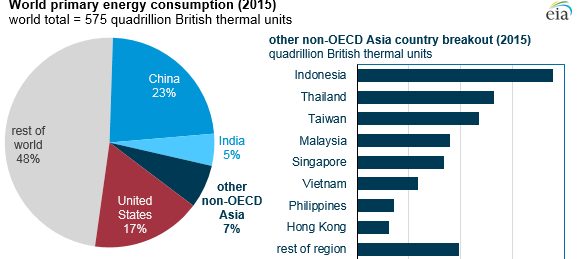 World primary energy consumption (2015)
world total = 575 quadrillion British thermal units
eia
China
23%
India
5%
other
non-OECD
Asia
7%
United
States
17%
rest of
world
48%
other non-OECD Asia country breakout (2015)
quadrillion British thermal units
Indonesia
Thailand
Taiwan
Malaysia
Singapore
Vietnam
Philippines
Hong Kong
rest of region